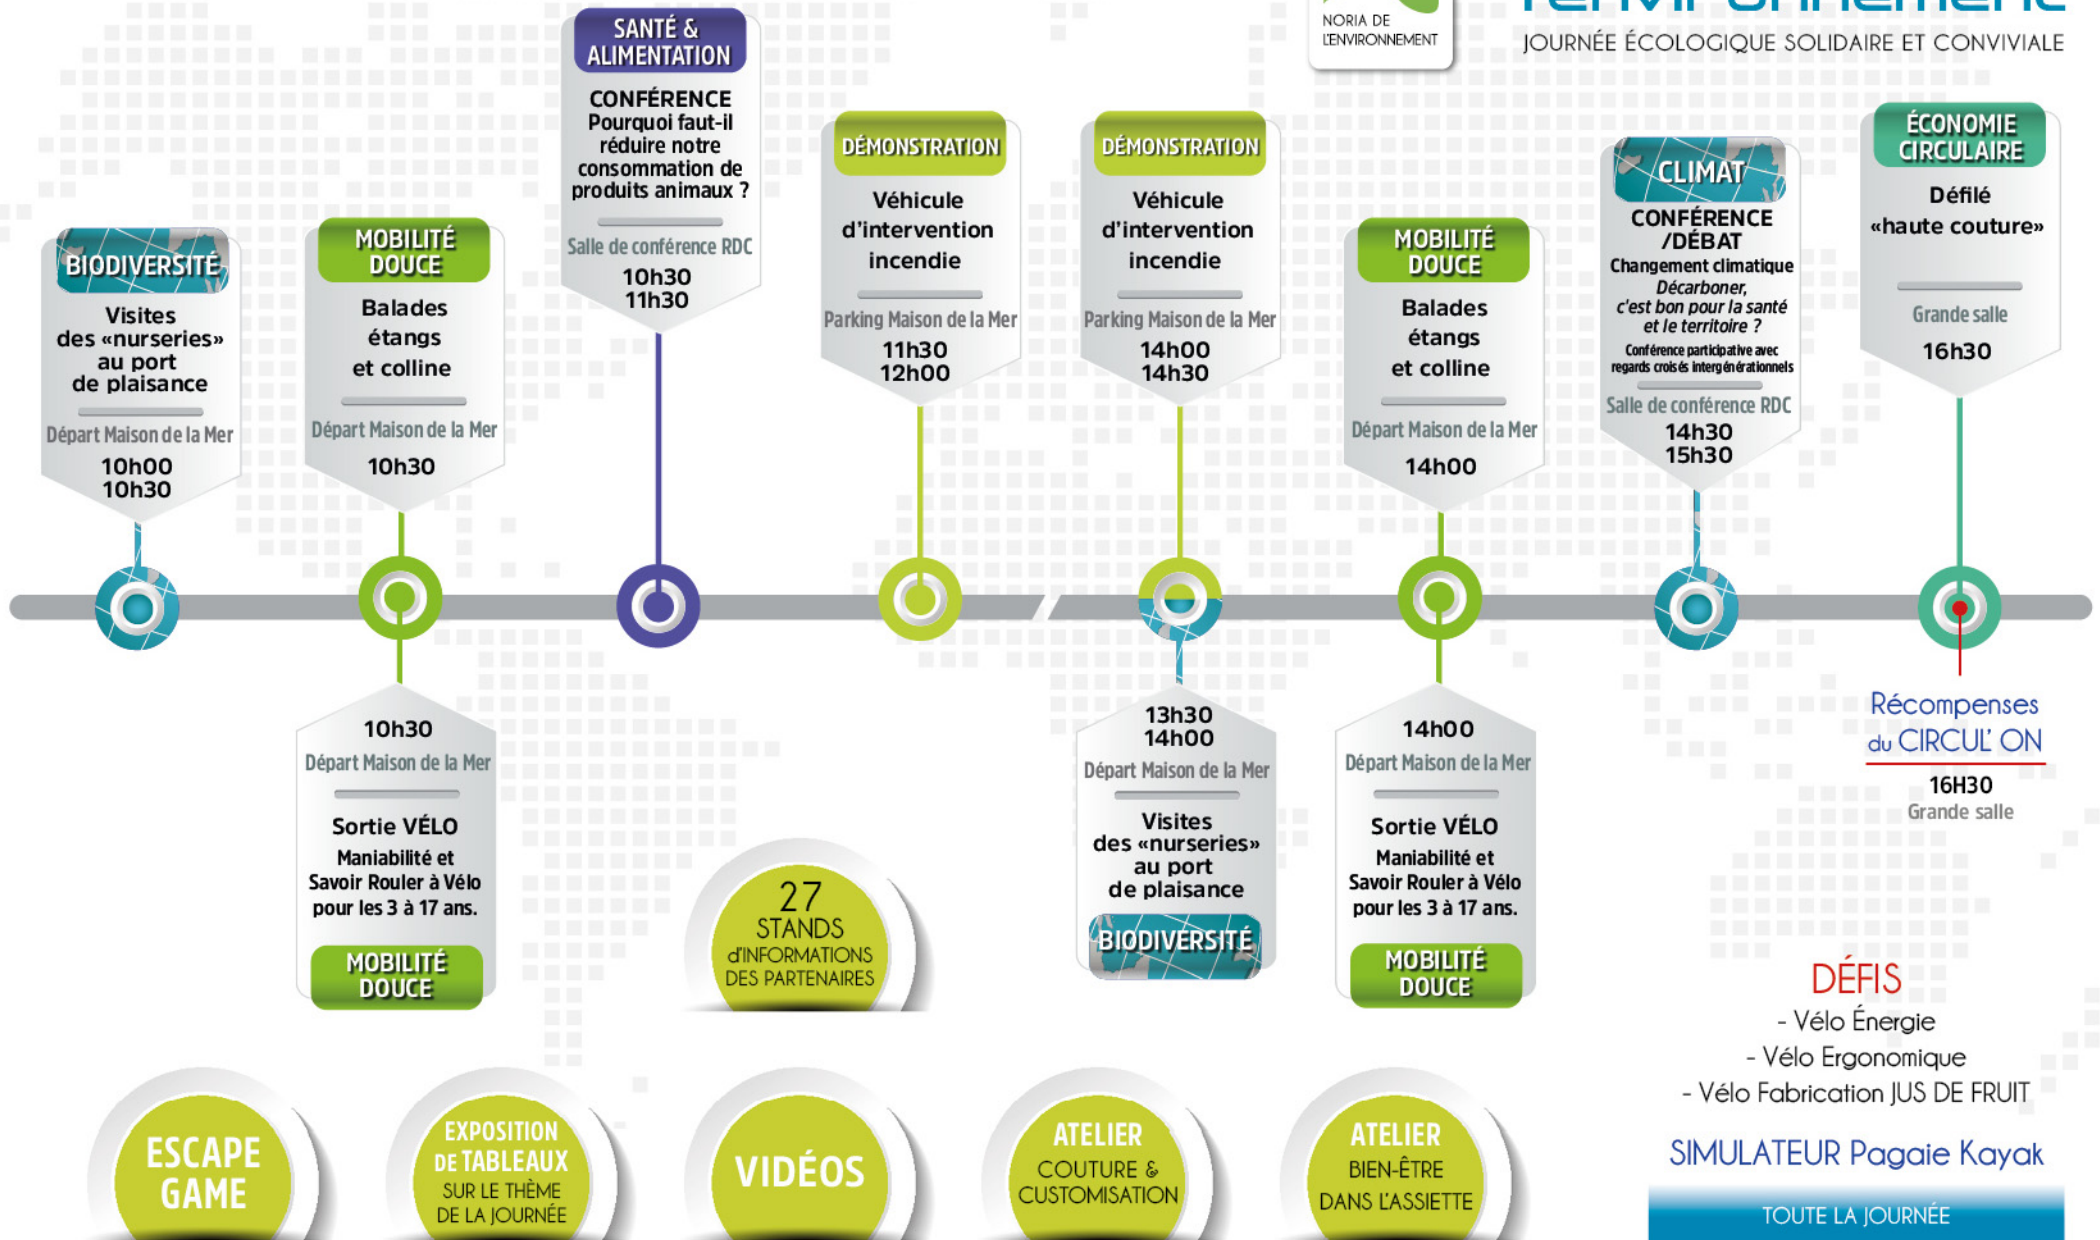 NORIA DE
L'ENVIRONNEMENT
l'environnement
JOURNÉE ÉCOLOGIQUE SOLIDAIRE ET CONVIVIALE
BIODIVERSITÉ
Visites
des «nurseries»
au port
de plaisance
Départ Maison de la Mer
10h00
10h30
MOBILITÉ
DOUCE
Balades
étangs
et colline
Départ Maison de la Mer
10h30
SANTÉ &
ALIMENTATION
CONFÉRENCE
Pourquoi faut-il
réduire notre
consommation de
produits animaux ?
Salle de conférence RDC
10h30
11h30
DÉMONSTRATION
Véhicule
d'intervention
incendie
Parking Maison de la Mer
11h30
12h00
DÉMONSTRATION
Véhicule
d'intervention
incendie
Parking Maison de la Mer
14h00
14h30
MOBILITÉ
DOUCE
Balades
étangs
et colline
Départ Maison de la Mer
14h00
CLIMAT
CONFÉRENCE
/DÉBAT
Changement climatique
Décarboner,
c'est bon pour la santé
et le territoire ?
Conférence participative avec
regards croisés intergénérationnels
Salle de conférence RDC
14h30
15h30
ÉCONOMIE
CIRCULAIRE
Défilé
«haute couture»
Grande salle
16h30
10h30
Départ Maison de la Mer
Sortie VÉLO
Maniabilité et
Savoir Rouler à Vélo
pour les 3 à 17 ans.
MOBILITÉ
DOUCE
27
STANDS
d'INFORMATIONS
DES PARTENAIRES
13h30
14h00
Départ Maison de la Mer
Visites
des «nurseries»
au port
de plaisance
BIODIVERSITÉ
14h00
Départ Maison de la Mer
Sortie VÉLO
Maniabilité et
Savoir Rouler à Vélo
pour les 3 à 17 ans.
MOBILITÉ
DOUCE
Récompenses
du CIRCUL' ON
16H30
Grande salle
DÉFIS
- Vélo Énergie
- Vélo Ergonomique
- Vélo Fabrication JUS DE FRUIT
SIMULATEUR Pagaie Kayak
TOUTE LA JOURNÉE
ESCAPE
GAME
EXPOSITION
DE TABLEAUX
SUR LE THÈME
DE LA JOURNÉE
VIDÉOS
ATELIER
COUTURE &
CUSTOMISATION
ATELIER
BIEN-ÊTRE
DANS L'ASSIETTE